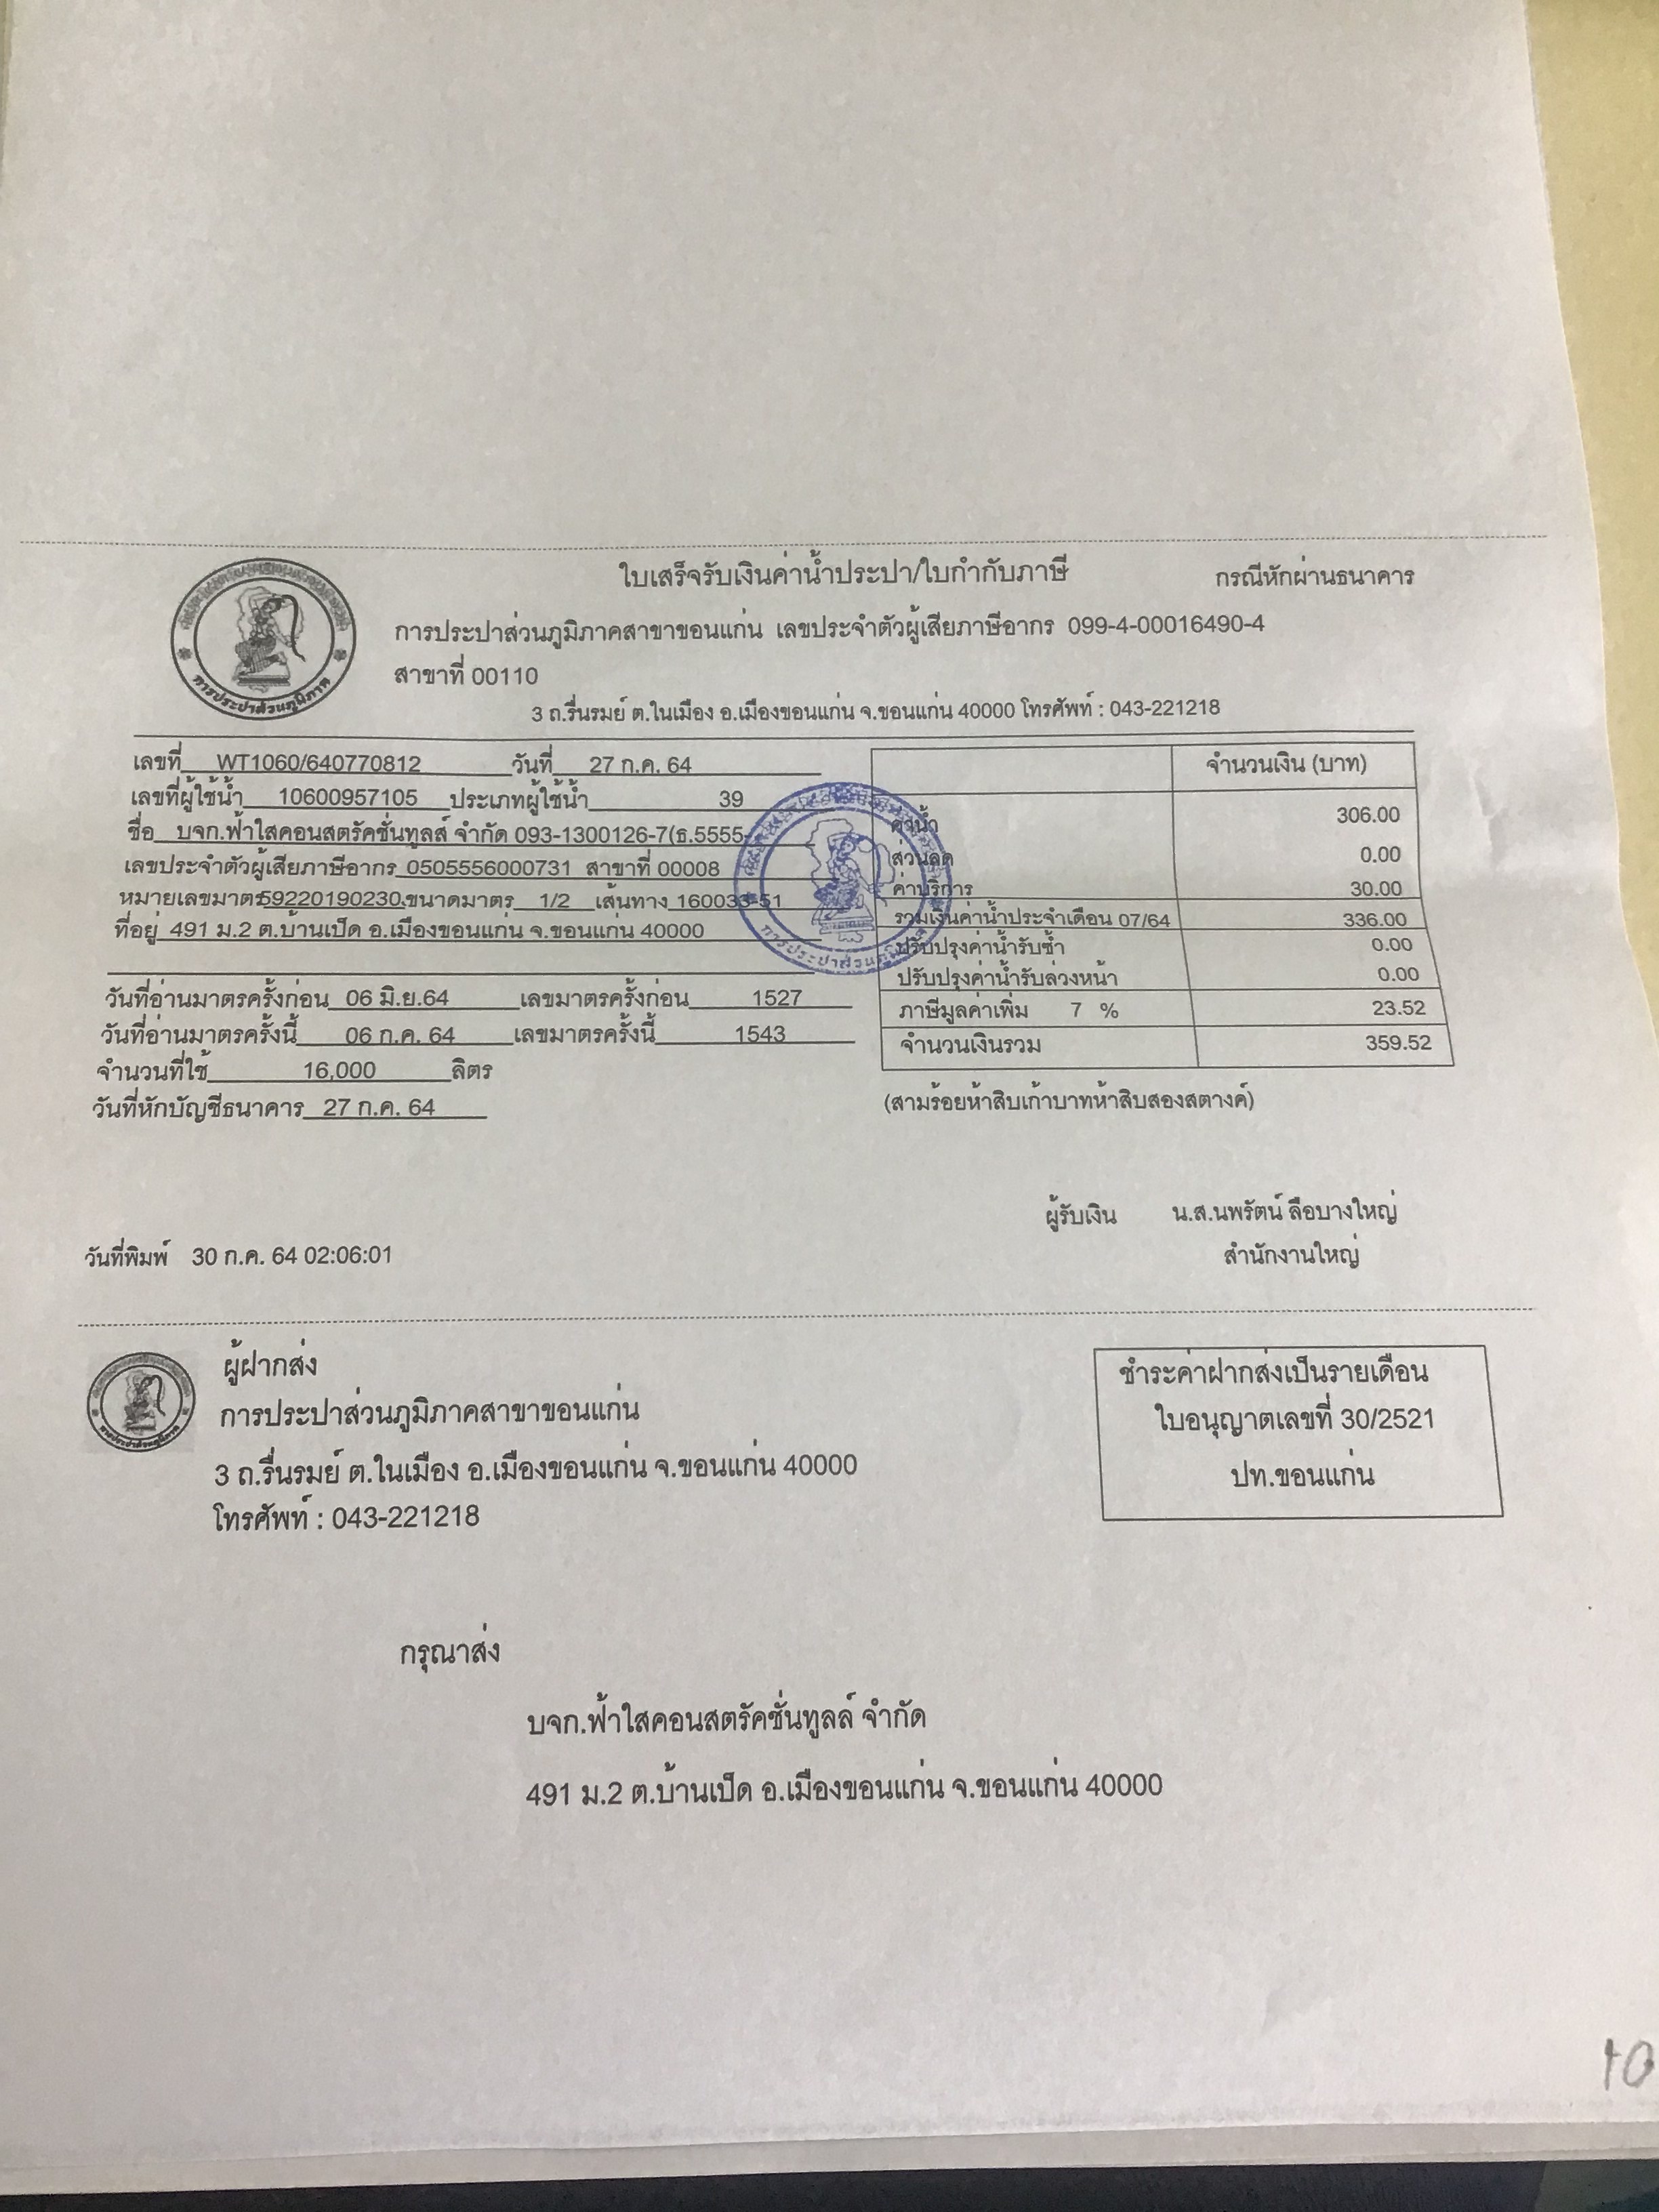 ใบเสร็จรับเงินค่าน้ำประปา/ใบกำกับภาษี กรณีหักผ่านธนาคาร
การประปาส่วนภูมิภาคสาขาขอนแก่น เลขประจำตัวผู้เสียภาษีอากร 099-4-00016490-4
สาขาที่ 00110
3 ถ.รื่นรมย์ ต.ในเมือง อ.เมืองขอนแก่น จ.ขอนแก่น 40000 โทรศัพท์ : 043-221218
การประปาส่วนภูมิภาค
เลขที่ WT1060/640770812 วันที่ 27 ก.ค. 64
เลขที่ผู้ใช้น้ำ 10600957105 ประเภทผู้ใช้น้ำ 39
ชื่อ บจก.ฟ้าใสคอนสตรัคชั่นทูลส์ จำกัด 093-1300126-7(ธ.5555
เลขประจำตัวผู้เสียภาษีอากร 0505556000731 สาขาที่ 00008
หมายเลขมาตร 592201902300 ขนาดมาตร 1/2 เส้นทาง 160033-51
ที่อยู่ 491 ม.2 ต.บ้านเป็ด อ.เมืองขอนแก่น จ.ขอนแก่น 40000
วันที่อ่านมาตรครั้งก่อน 06 มิ.ย.64 เลขมาตรครั้งก่อน 1527
วันที่อ่านมาตรครั้งนี้ 06 ก.ค. 64 เลขมาตรครั้งนี้ 1543
จำนวนที่ใช้ 16,000 ลิตร
วันที่หักบัญชีธนาคาร 27 ก.ค. 64
จำนวนเงิน (บาท)
ค่าน้ำ 306.00
ส่วนลด 0.00
ค่าบริการ 30.00
รวมเงินค่าน้ำประจำเดือน 07/64 336.00
ปรับปรุงค่าน้ำรับซ้ำ 0.00
ปรับปรุงค่าน้ำรับล่วงหน้า 0.00
ภาษีมูลค่าเพิ่ม 7 % 23.52
จำนวนเงินรวม 359.52
(สามร้อยห้าสิบเก้าบาทห้าสิบสองสตางค์)
ผู้รับเงิน น.ส.นพรัตน์ ลือบางใหญ่
สำนักงานใหญ่
วันที่พิมพ์ 30 ก.ค. 64 02:06:01
ผู้ฝากส่ง
การประปาส่วนภูมิภาคสาขาขอนแก่น
3 ถ.รื่นรมย์ ต.ในเมือง อ.เมืองขอนแก่น จ.ขอนแก่น 40000
โทรศัพท์ : 043-221218
ชำระค่าฝากส่งเป็นรายเดือน
ใบอนุญาตเลขที่ 30/2521
ปท.ขอนแก่น
กรุณาส่ง
บจก.ฟ้าใสคอนสตรัคชั่นทูลส์ จำกัด
491 ม.2 ต.บ้านเป็ด อ.เมืองขอนแก่น จ.ขอนแก่น 40000
10